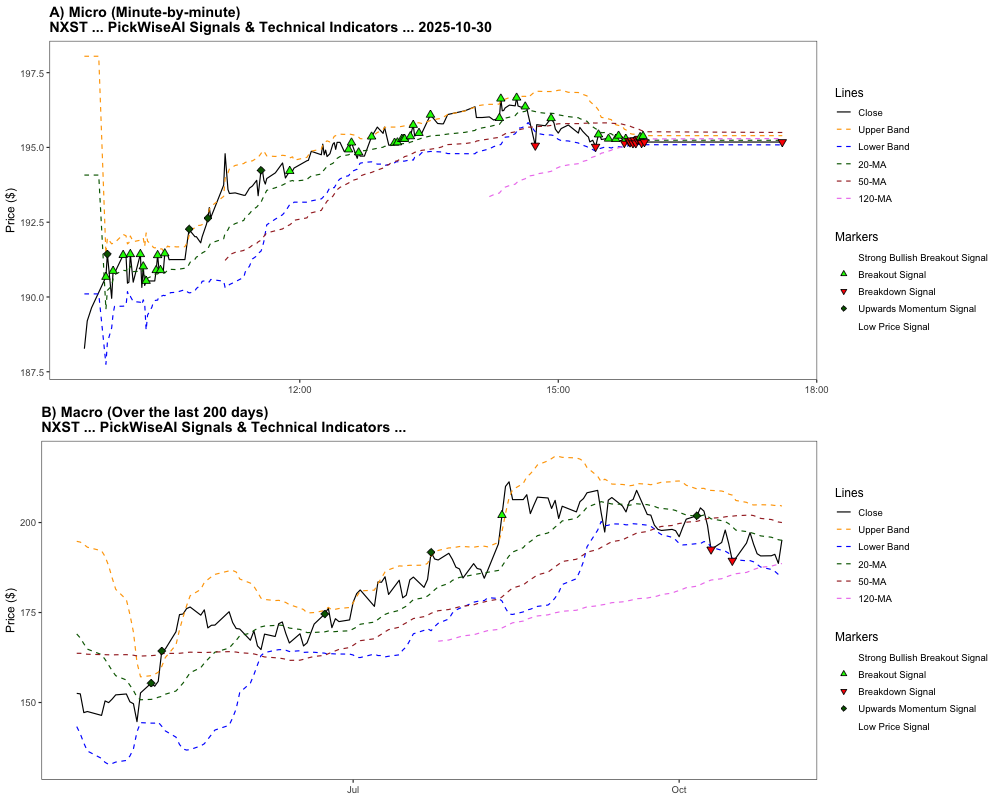 A) Micro (Minute-by-minute)
NXST ... PickWiseAI Signals & Technical Indicators ... 2025-10-30
Price ($)
197.5
195.0
192.5
190.0
187.5
12:00
15:00
18:00
Lines
Close
Upper Band
Lower Band
20-MA
50-MA
120-MA
Markers
Strong Bullish Breakout Signal
Breakout Signal
Breakdown Signal
Upwards Momentum Signal
Low Price Signal
B) Macro (Over the last 200 days)
NXST ... PickWiseAI Signals & Technical Indicators ...
Price ($)
200
175
150
Jul
Oct
Lines
Close
Upper Band
Lower Band
20-MA
50-MA
120-MA
Markers
Strong Bullish Breakout Signal
Breakout Signal
Breakdown Signal
Upwards Momentum Signal
Low Price Signal